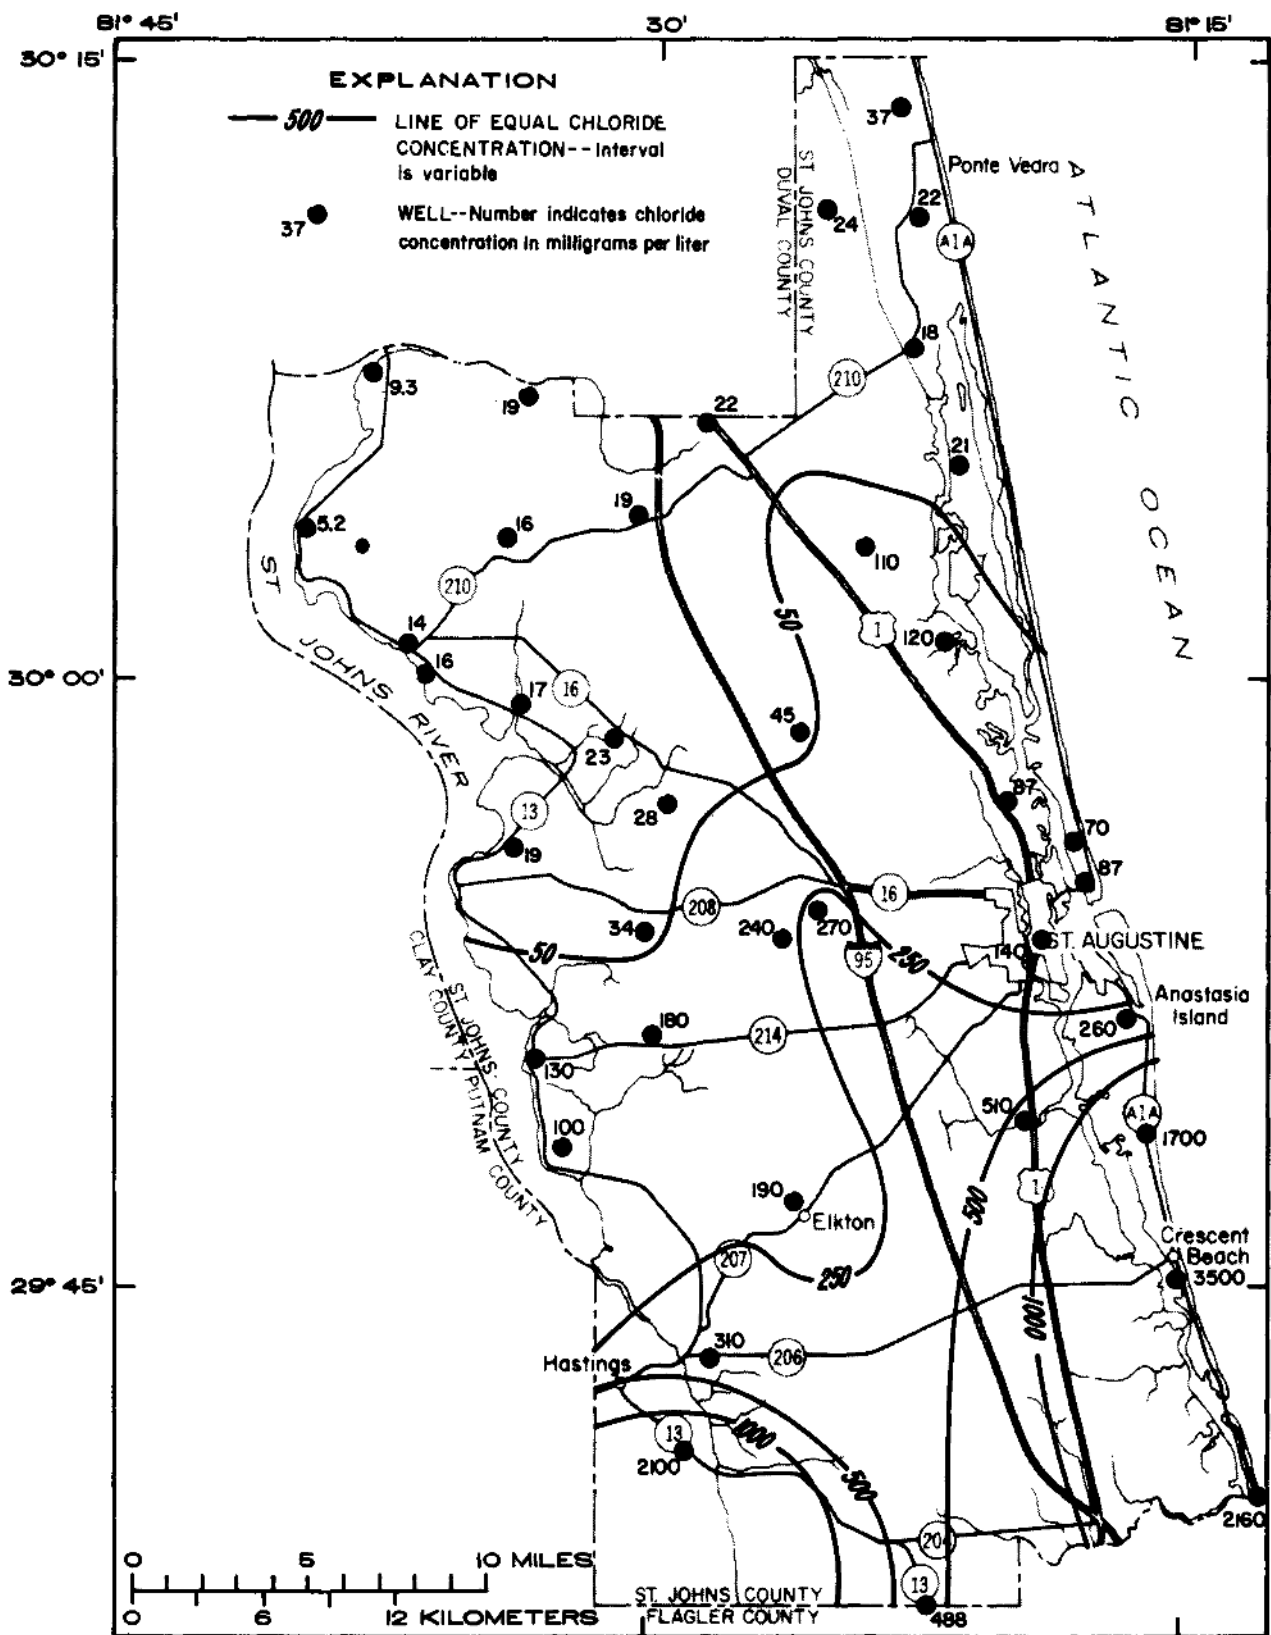 81° 45'
30'
81° 15'
30° 15'
EXPLANATION
500
LINE OF EQUAL CHLORIDE
CONCENTRATION--Interval
is variable
37
WELL--Number indicates chloride
concentration in milligrams per liter
37
Ponte Vedra
22
24
A1A
ST. JOHNS COUNTY
DUVAL COUNTY
ATLANTIC OCEAN
18
210
9.3
19
22
21
5.2
16
19
110
210
50
1
120
ST JOHNS RIVER
14
16
30° 00'
16
17
45
23
87
28
13
70
19
87
208
16
34
240
270
140
ST. AUGUSTINE
50
95
250
CLAY COUNTY
ST. JOHNS COUNTY
PUTNAM COUNTY
Anastasia
Island
180
214
260
130
510
A1A
1700
100
190
Elkton
500
1
207
Crescent
Beach
29° 45'
250
3500
1000
310
206
Hastings
13
1000
2100
500
2160
204
0 5 10 MILES
13
ST. JOHNS COUNTY
FLAGLER COUNTY
488
0 6 12 KILOMETERS